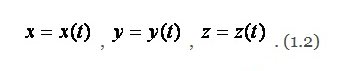 x = x(t) , y = y(t) , z = z(t) . (1.2)